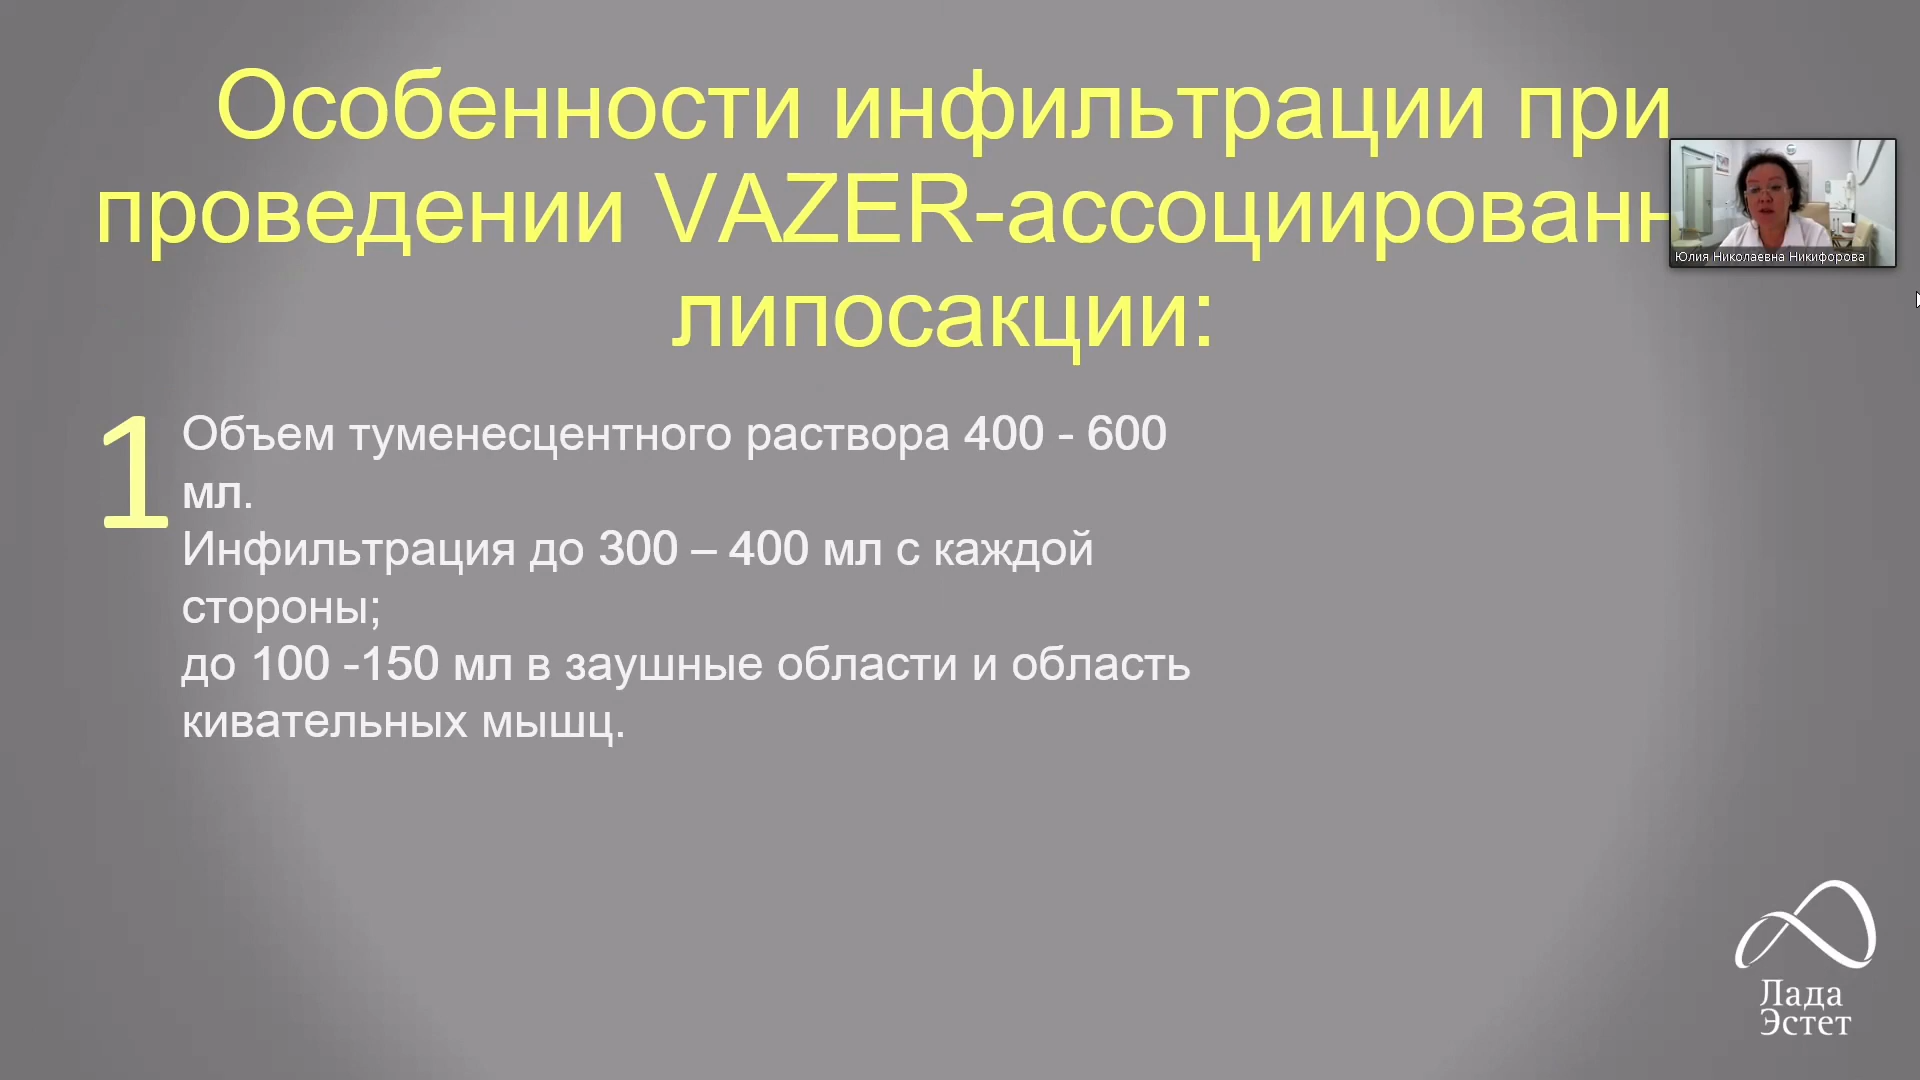 Особенности инфильтрации при
проведении VAZER-ассоциированн
липосакции:
Юлия Николаевна Никифорова
1
Объем туменесцентного раствора 400 - 600
мл.
Инфильтрация до 300 – 400 мл с каждой
стороны;
до 100 -150 мл в заушные области и область
кивательных мышц.
Лада
Эстет